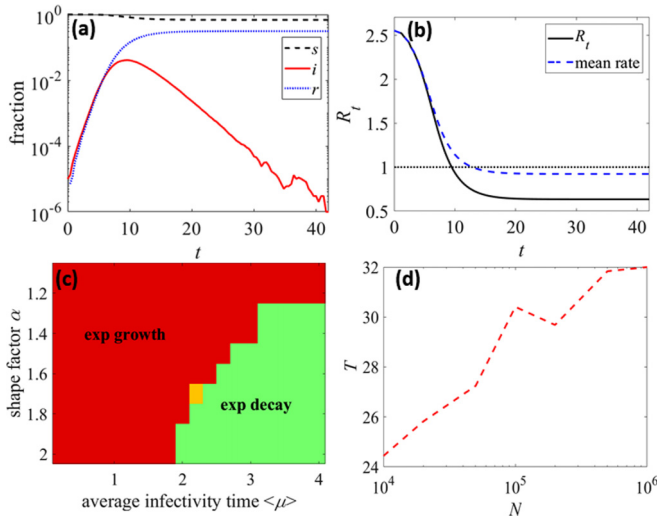 (a)
10^0
10^-2
10^-4
10^-6
fraction
0 10 20 30 40
t
s
i
r
(b)
2.5
2
1.5
1
0.5
R_t
0 10 20 30 40
t
R_t
mean rate
(c)
1.2
1.4
1.6
1.8
2
shape factor α
exp growth
exp decay
1 2 3 4
average infectivity time <μ>
(d)
32
30
28
26
24
T
10^4 10^5 10^6
N